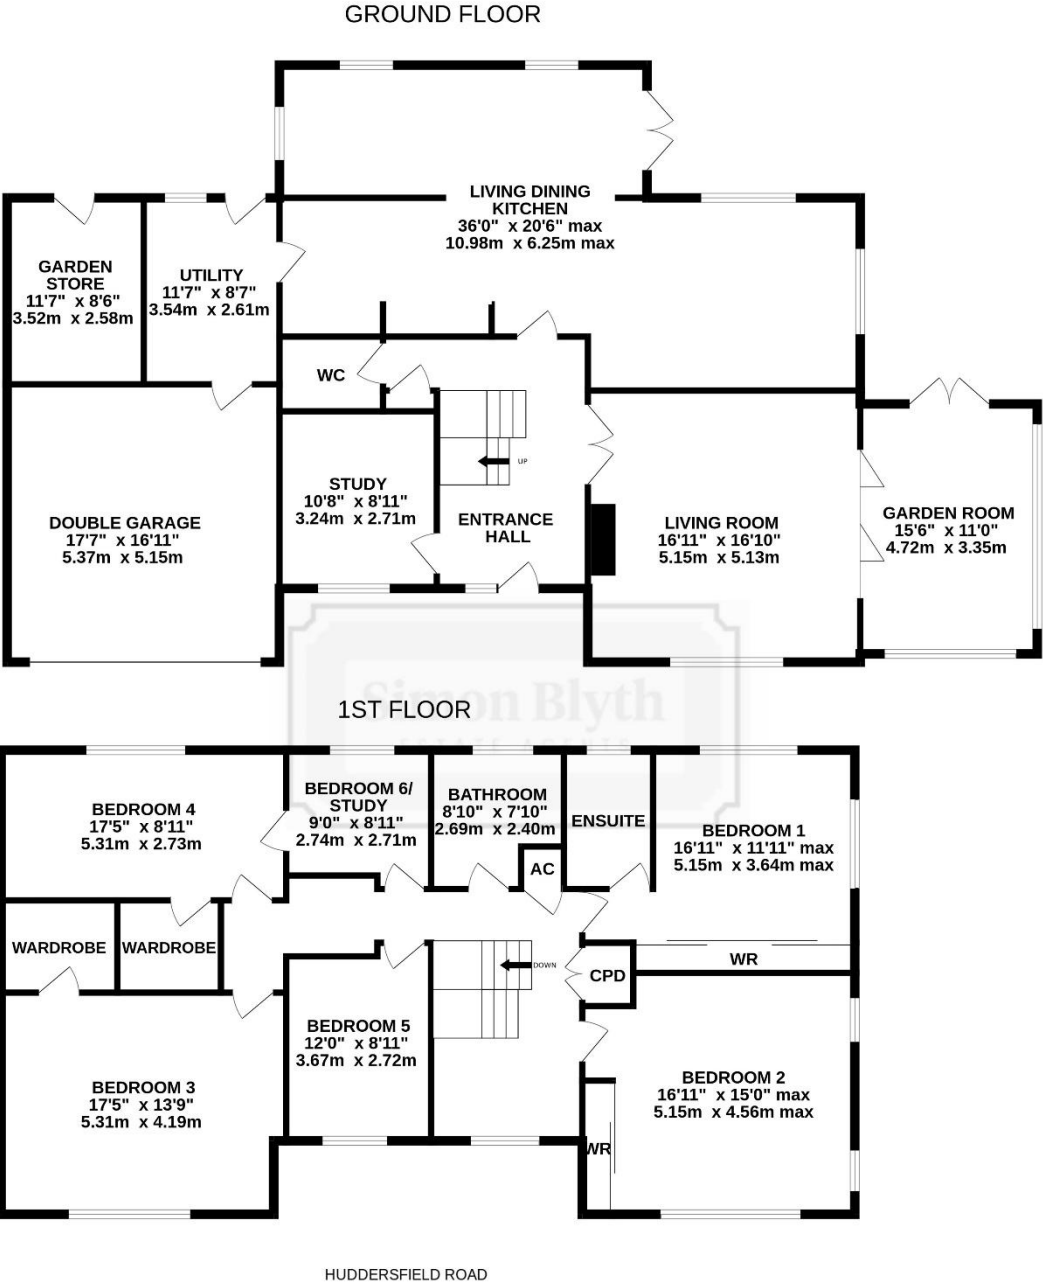 GROUND FLOOR
LIVING DINING
KITCHEN
36'0" x 20'6" max
10.98m x 6.25m max
GARDEN
STORE
11'7" x 8'6"
3.52m x 2.58m
UTILITY
11'7" x 8'7"
3.54m x 2.61m
WC
STUDY
10'8" x 8'11"
3.24m x 2.71m
UP
ENTRANCE
HALL
DOUBLE GARAGE
17'7" x 16'11"
5.37m x 5.15m
LIVING ROOM
16'11" x 16'10"
5.15m x 5.13m
GARDEN ROOM
15'6" x 11'0"
4.72m x 3.35m
Simon Blyth
ESTATE AGENTS
1ST FLOOR
BEDROOM 4
17'5" x 8'11"
5.31m x 2.73m
BEDROOM 6/
STUDY
9'0" x 8'11"
2.74m x 2.71m
BATHROOM
8'10" x 7'10"
2.69m x 2.40m
AC
ENSUITE
BEDROOM 1
16'11" x 11'11" max
5.15m x 3.64m max
WARDROBE
WARDROBE
DOWN
CPD
WR
BEDROOM 3
17'5" x 13'9"
5.31m x 4.19m
BEDROOM 5
12'0" x 8'11"
3.67m x 2.72m
BEDROOM 2
16'11" x 15'0" max
5.15m x 4.56m max
WR
HUDDERSFIELD ROAD